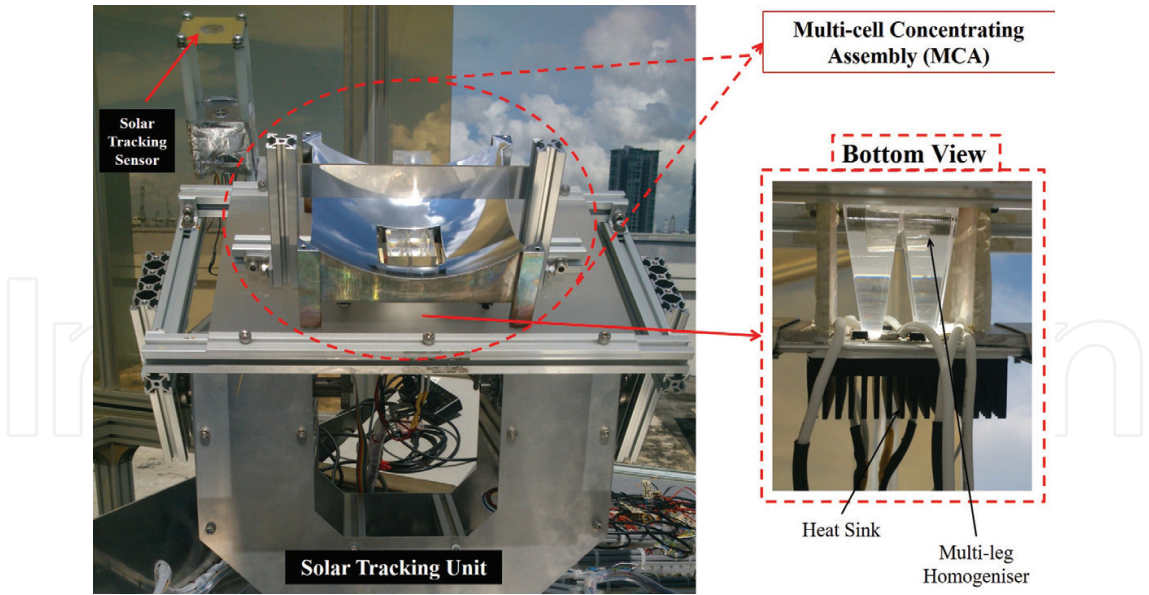 Multi-cell Concentrating
Assembly (MCA)
Solar
Tracking
Sensor
Bottom View
Heat Sink
Multi-leg
Homogeniser
Solar Tracking Unit